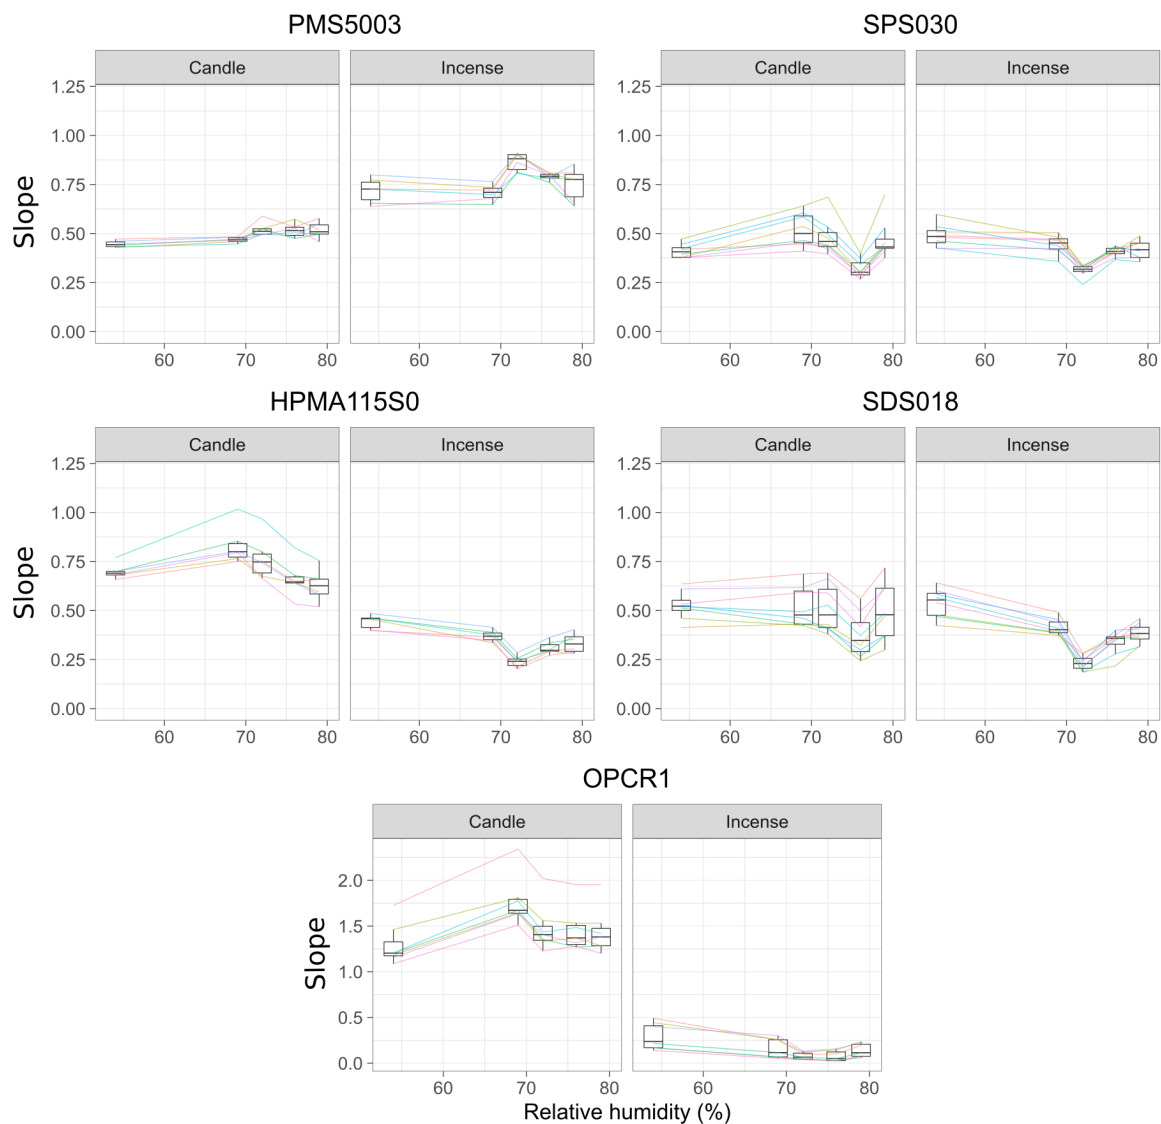 PMS5003 SPS030
Candle Incense Candle Incense
1.25 1.25
1.00 1.00
0.75 0.75
Slope
0.50 0.50
0.25 0.25
0.00 0.00
60 70 80 60 70 80 60 70 80 60 70 80
HPMA115S0 SDS018
Candle Incense Candle Incense
1.25 1.25
1.00 1.00
0.75 0.75
Slope
0.50 0.50
0.25 0.25
0.00 0.00
60 70 80 60 70 80 60 70 80 60 70 80
OPCR1
Candle Incense
2.0
1.5
Slope
1.0
0.5
0.0
60 70 80 60 70 80
Relative humidity (%)